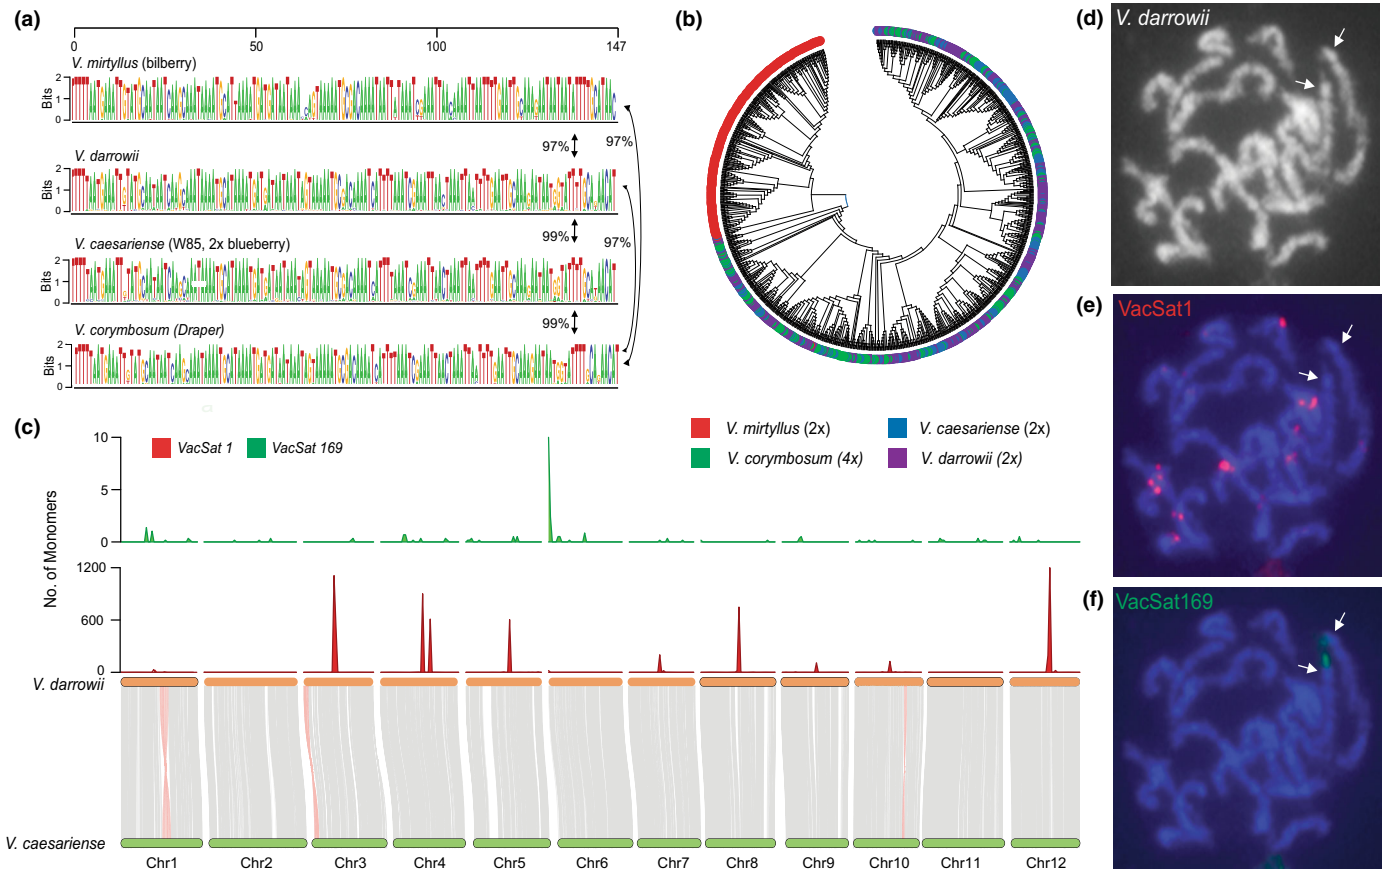 (a)
0 50 100 147
V. mirtyllus (bilberry)
Bits
2
1
0
97%
97%
V. darrowii
Bits
2
1
0
99%
97%
V. caesariense (W85, 2x blueberry)
Bits
2
1
0
99%
V. corymbosum (Draper)
Bits
2
1
0
(b)
V. mirtyllus (2x)
V. caesariense (2x)
V. corymbosum (4x)
V. darrowii (2x)
(c)
VacSat 1
VacSat 169
No. of Monomers
10
5
0
1200
600
0
V. darrowii
V. caesariense
Chr1 Chr2 Chr3 Chr4 Chr5 Chr6 Chr7 Chr8 Chr9 Chr10 Chr11 Chr12
(d)
V. darrowii
(e)
VacSat1
(f)
VacSat169